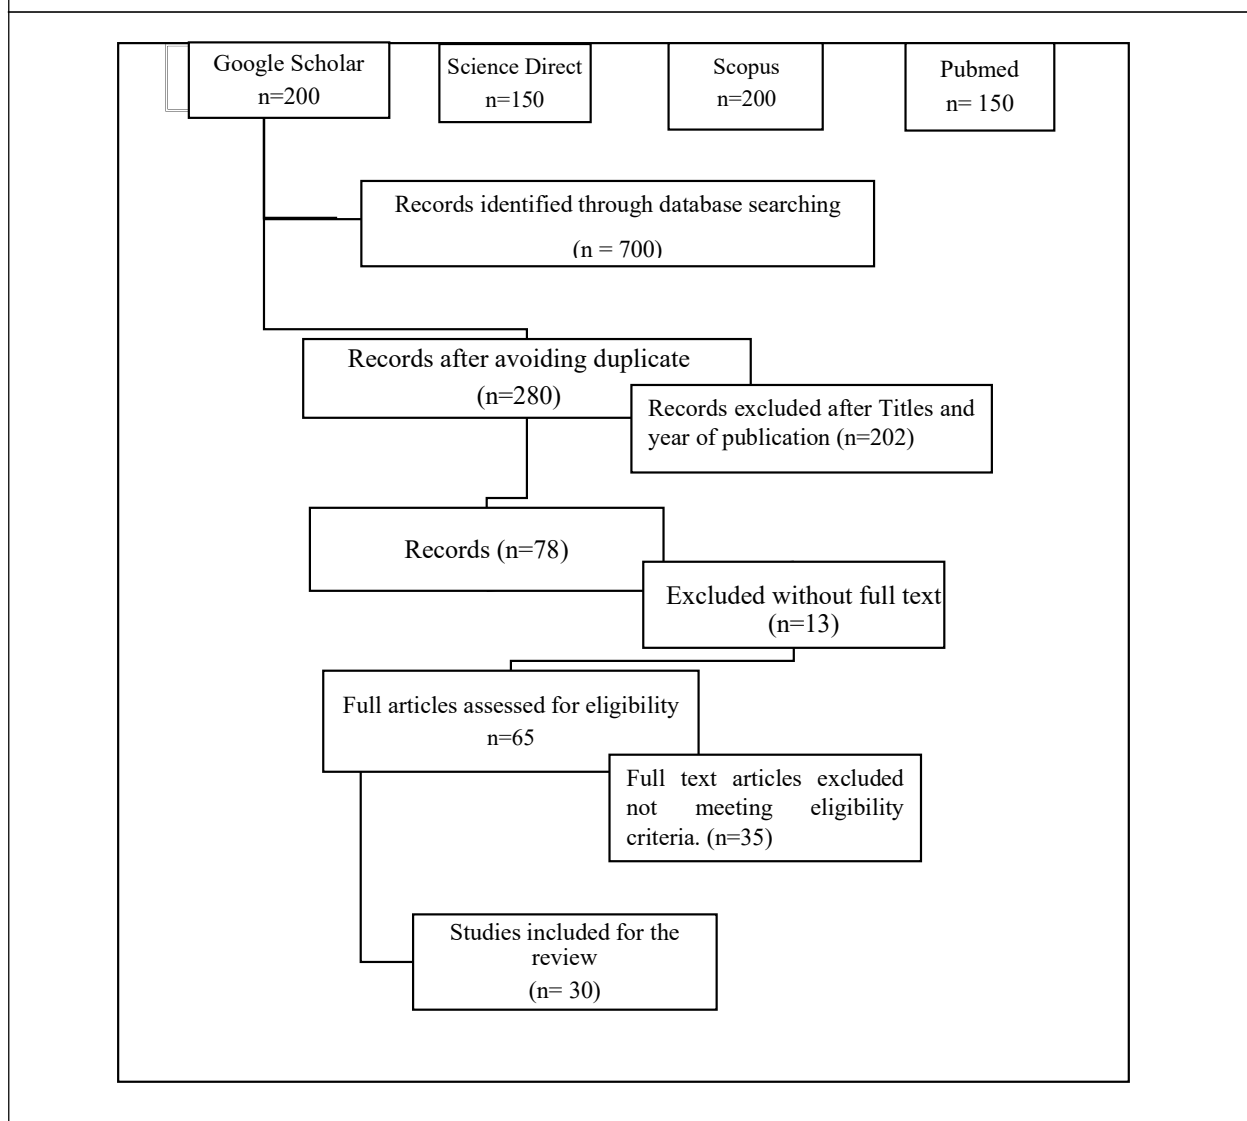 Google Scholar
n=200
Science Direct
n=150
Scopus
n=200
Pubmed
n= 150
Records identified through database searching
(n = 700)
Records after avoiding duplicate
(n=280)
Records excluded after Titles and
year of publication (n=202)
Records (n=78)
Excluded without full text
(n=13)
Full articles assessed for eligibility
n=65
Full text articles excluded
not meeting eligibility
criteria. (n=35)
Studies included for the
review
(n= 30)